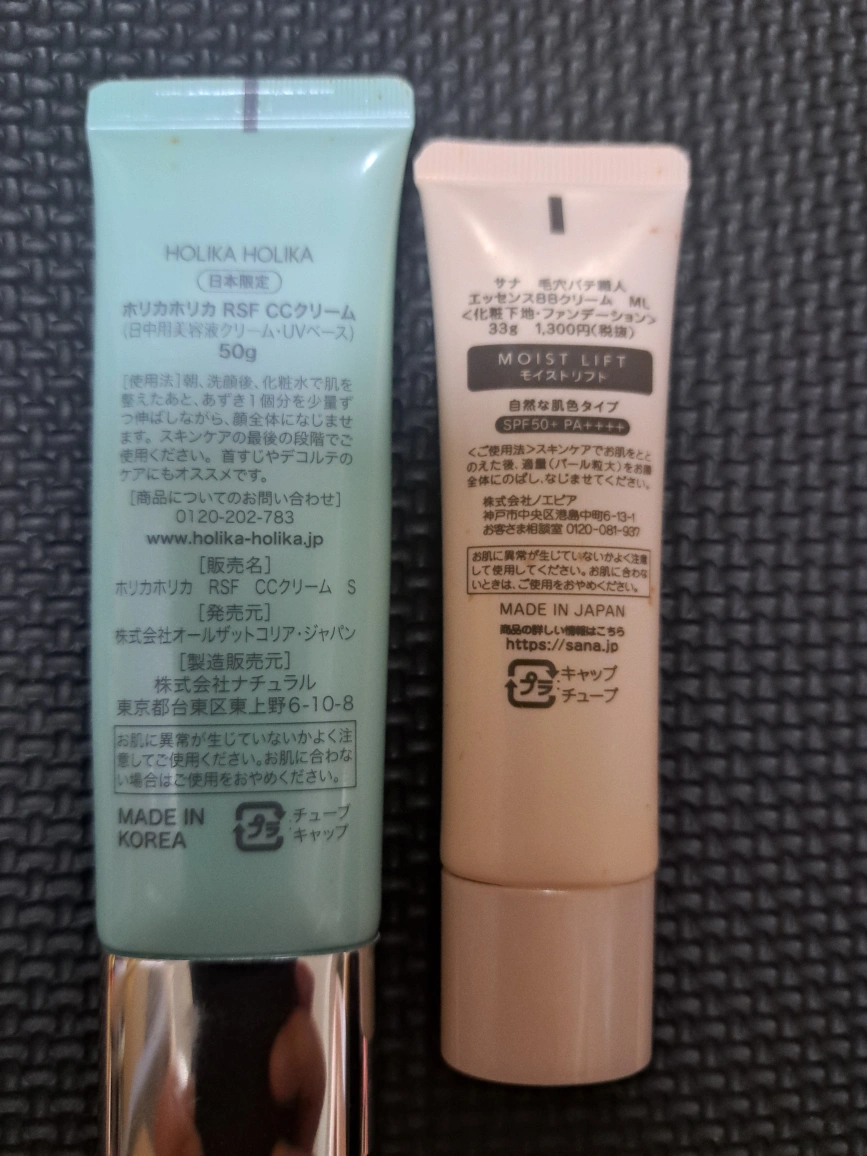 HOLIKA HOLIKA
日本限定
ホリカホリカ RSF CCクリーム
(日中用美容液クリーム・UVベース)
50g
[使用法]朝、洗顔後、化粧水で肌を
整えたあと、あずき1個分を少量ず
つ伸ばしながら、顔全体になじませ
ます。スキンケアの最後の段階でご
使用ください。首すじやデコルテの
ケアにもオススメです。
[商品についてのお問い合わせ]
0120-202-783
www.holika-holika.jp
[販売名]
ホリカホリカ RSF CCクリーム S
[発売元]
株式会社オールザットコリア・ジャパン
[製造販売元]
株式会社ナチュラル
東京都台東区東上野6-10-8
お肌に異常が生じていないかよく注
意してご使用ください。お肌に合わな
い場合はご使用をおやめください。
MADE IN
KOREA
プラ
チューブ
キャップ
サナ 毛穴パテ職人
エッセンスBBクリーム ML
<化粧下地・ファンデーション>
33g 1,300円(税抜)
MOIST LIFT
モイストリフト
自然な肌色タイプ
SPF50+ PA++++
<ご使用法>スキンケアでお肌をとと
のえた後、適量(パール粒大)をお顔
全体にのばし、なじませてください。
株式会社ノエビア
神戸市中央区港島中町6-13-1
お客さま相談室 0120-081-937
お肌に異常が生じていないかよく注意
して使用してください。お肌に合わな
いときは、ご使用をおやめください。
MADE IN JAPAN
商品の詳しい情報はこちら
https://sana.jp
プラ
キャップ
チューブ